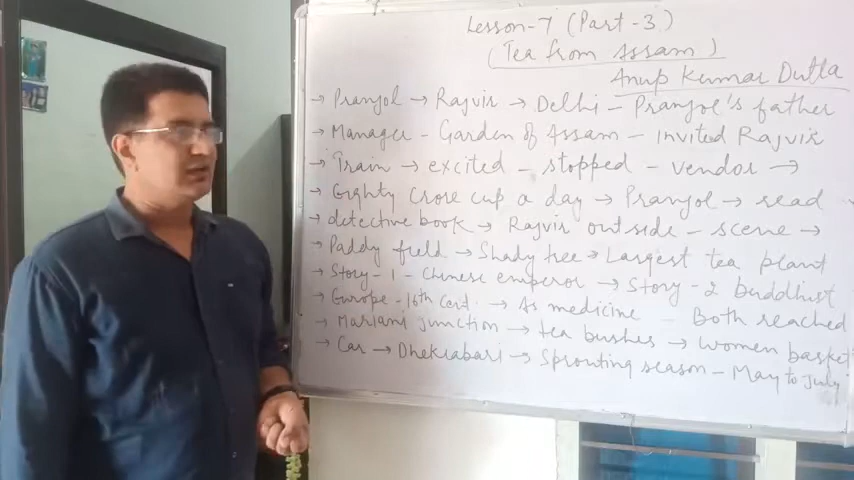 Lesson-7 (Part-3)
(Tea from Assam)
Anup Kumar Dutta
→ Pranjol → Rajvir → Delhi - Pranjol's father
→ Manager - Garden of Assam - invited Rajvir
→ Train → excited - stopped - vendor →
→ Eighty Crore cup a day → Pranjol → read
→ detective book → Rajvir outside - scene →
→ Paddy field → Shady tree → Largest tea plant
→ Story-1 - Chinese emperor → Story-2 buddhist
→ Europe - 16th Cent. → As medicine - Both reached
→ Mariani junction → tea bushes → women basket
→ Car → Dhekiabari → Sprouting season - May to July